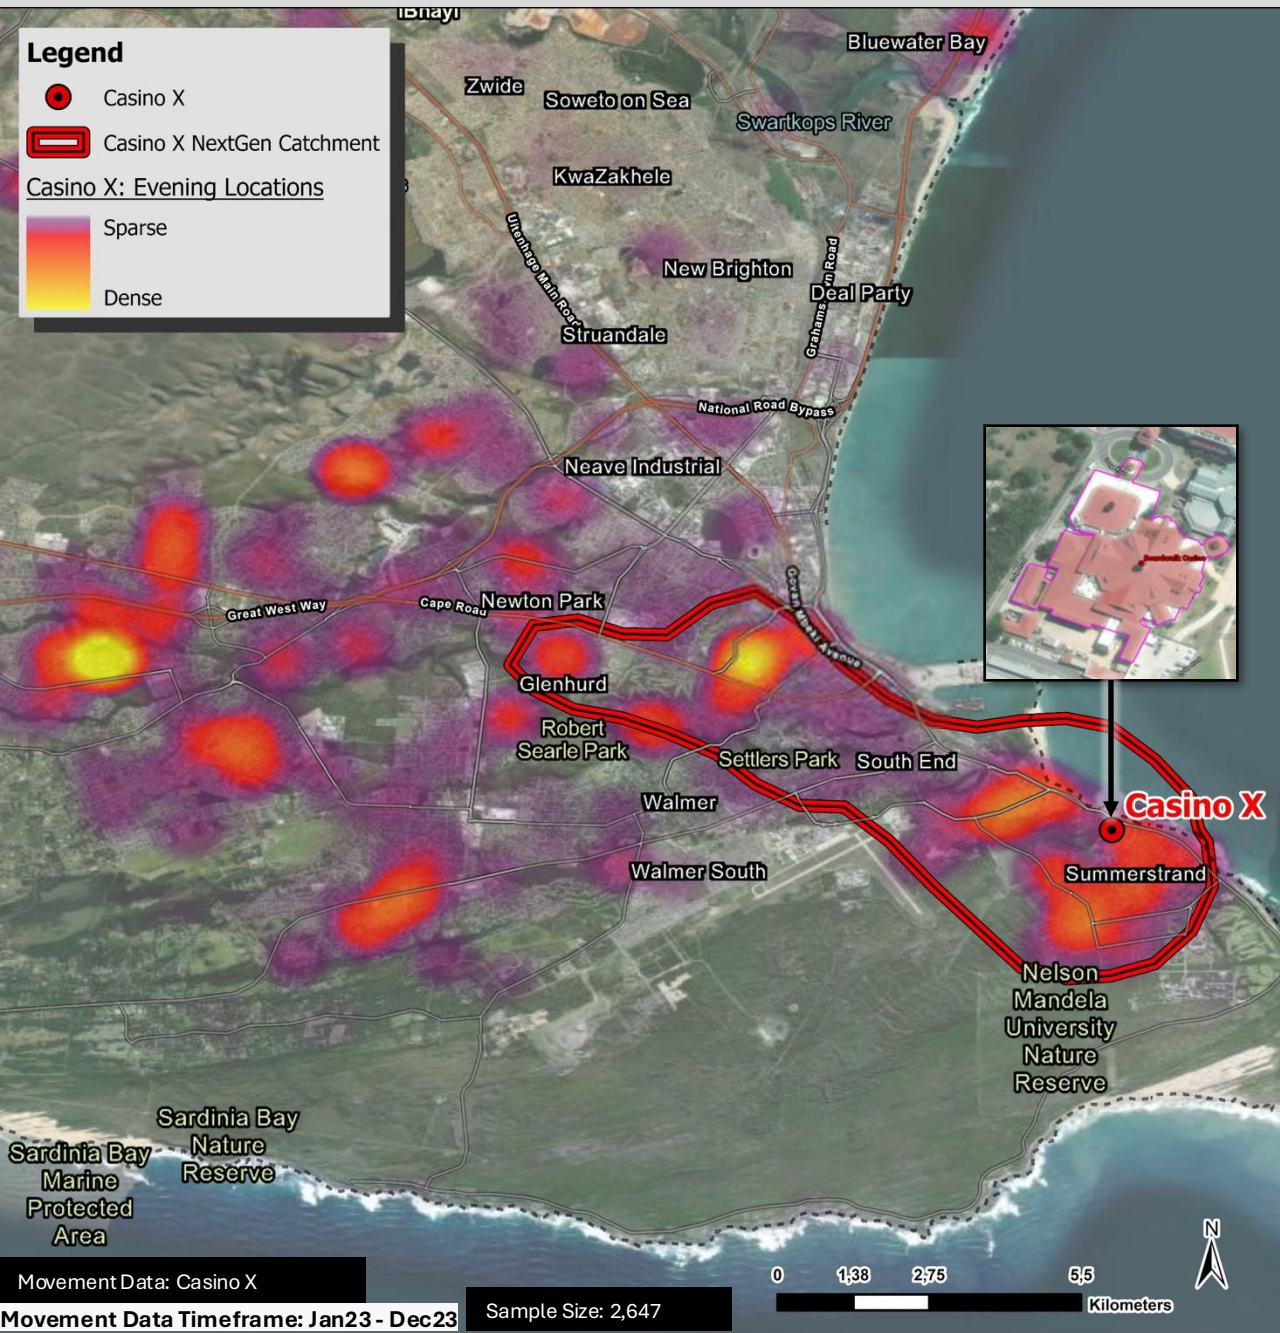 iBhayi
Legend
Casino X
Casino X NextGen Catchment
Casino X: Evening Locations
Sparse
Dense
Bluewater Bay
Zwide
Soweto on Sea
Swartkops River
KwaZakhele
Uitenhage Main Road
New Brighton
Deal Party
Struandale
National Road Bypass
Neave Industrial
Govan Mbeki Avenue
Great West Way
Cape Road
Newton Park
Glenhurd
Robert
Searle Park
Settlers Park
South End
Walmer
Walmer South
Casino X
Summerstrand
Nelson
Mandela
University
Nature
Reserve
Sardinia Bay
Nature
Reserve
Sardinia Bay
Marine
Protected
Area
N
0 1,38 2,75 5,5
Kilometers
Movement Data: Casino X
Movement Data Timeframe: Jan23 - Dec23
Sample Size: 2,647